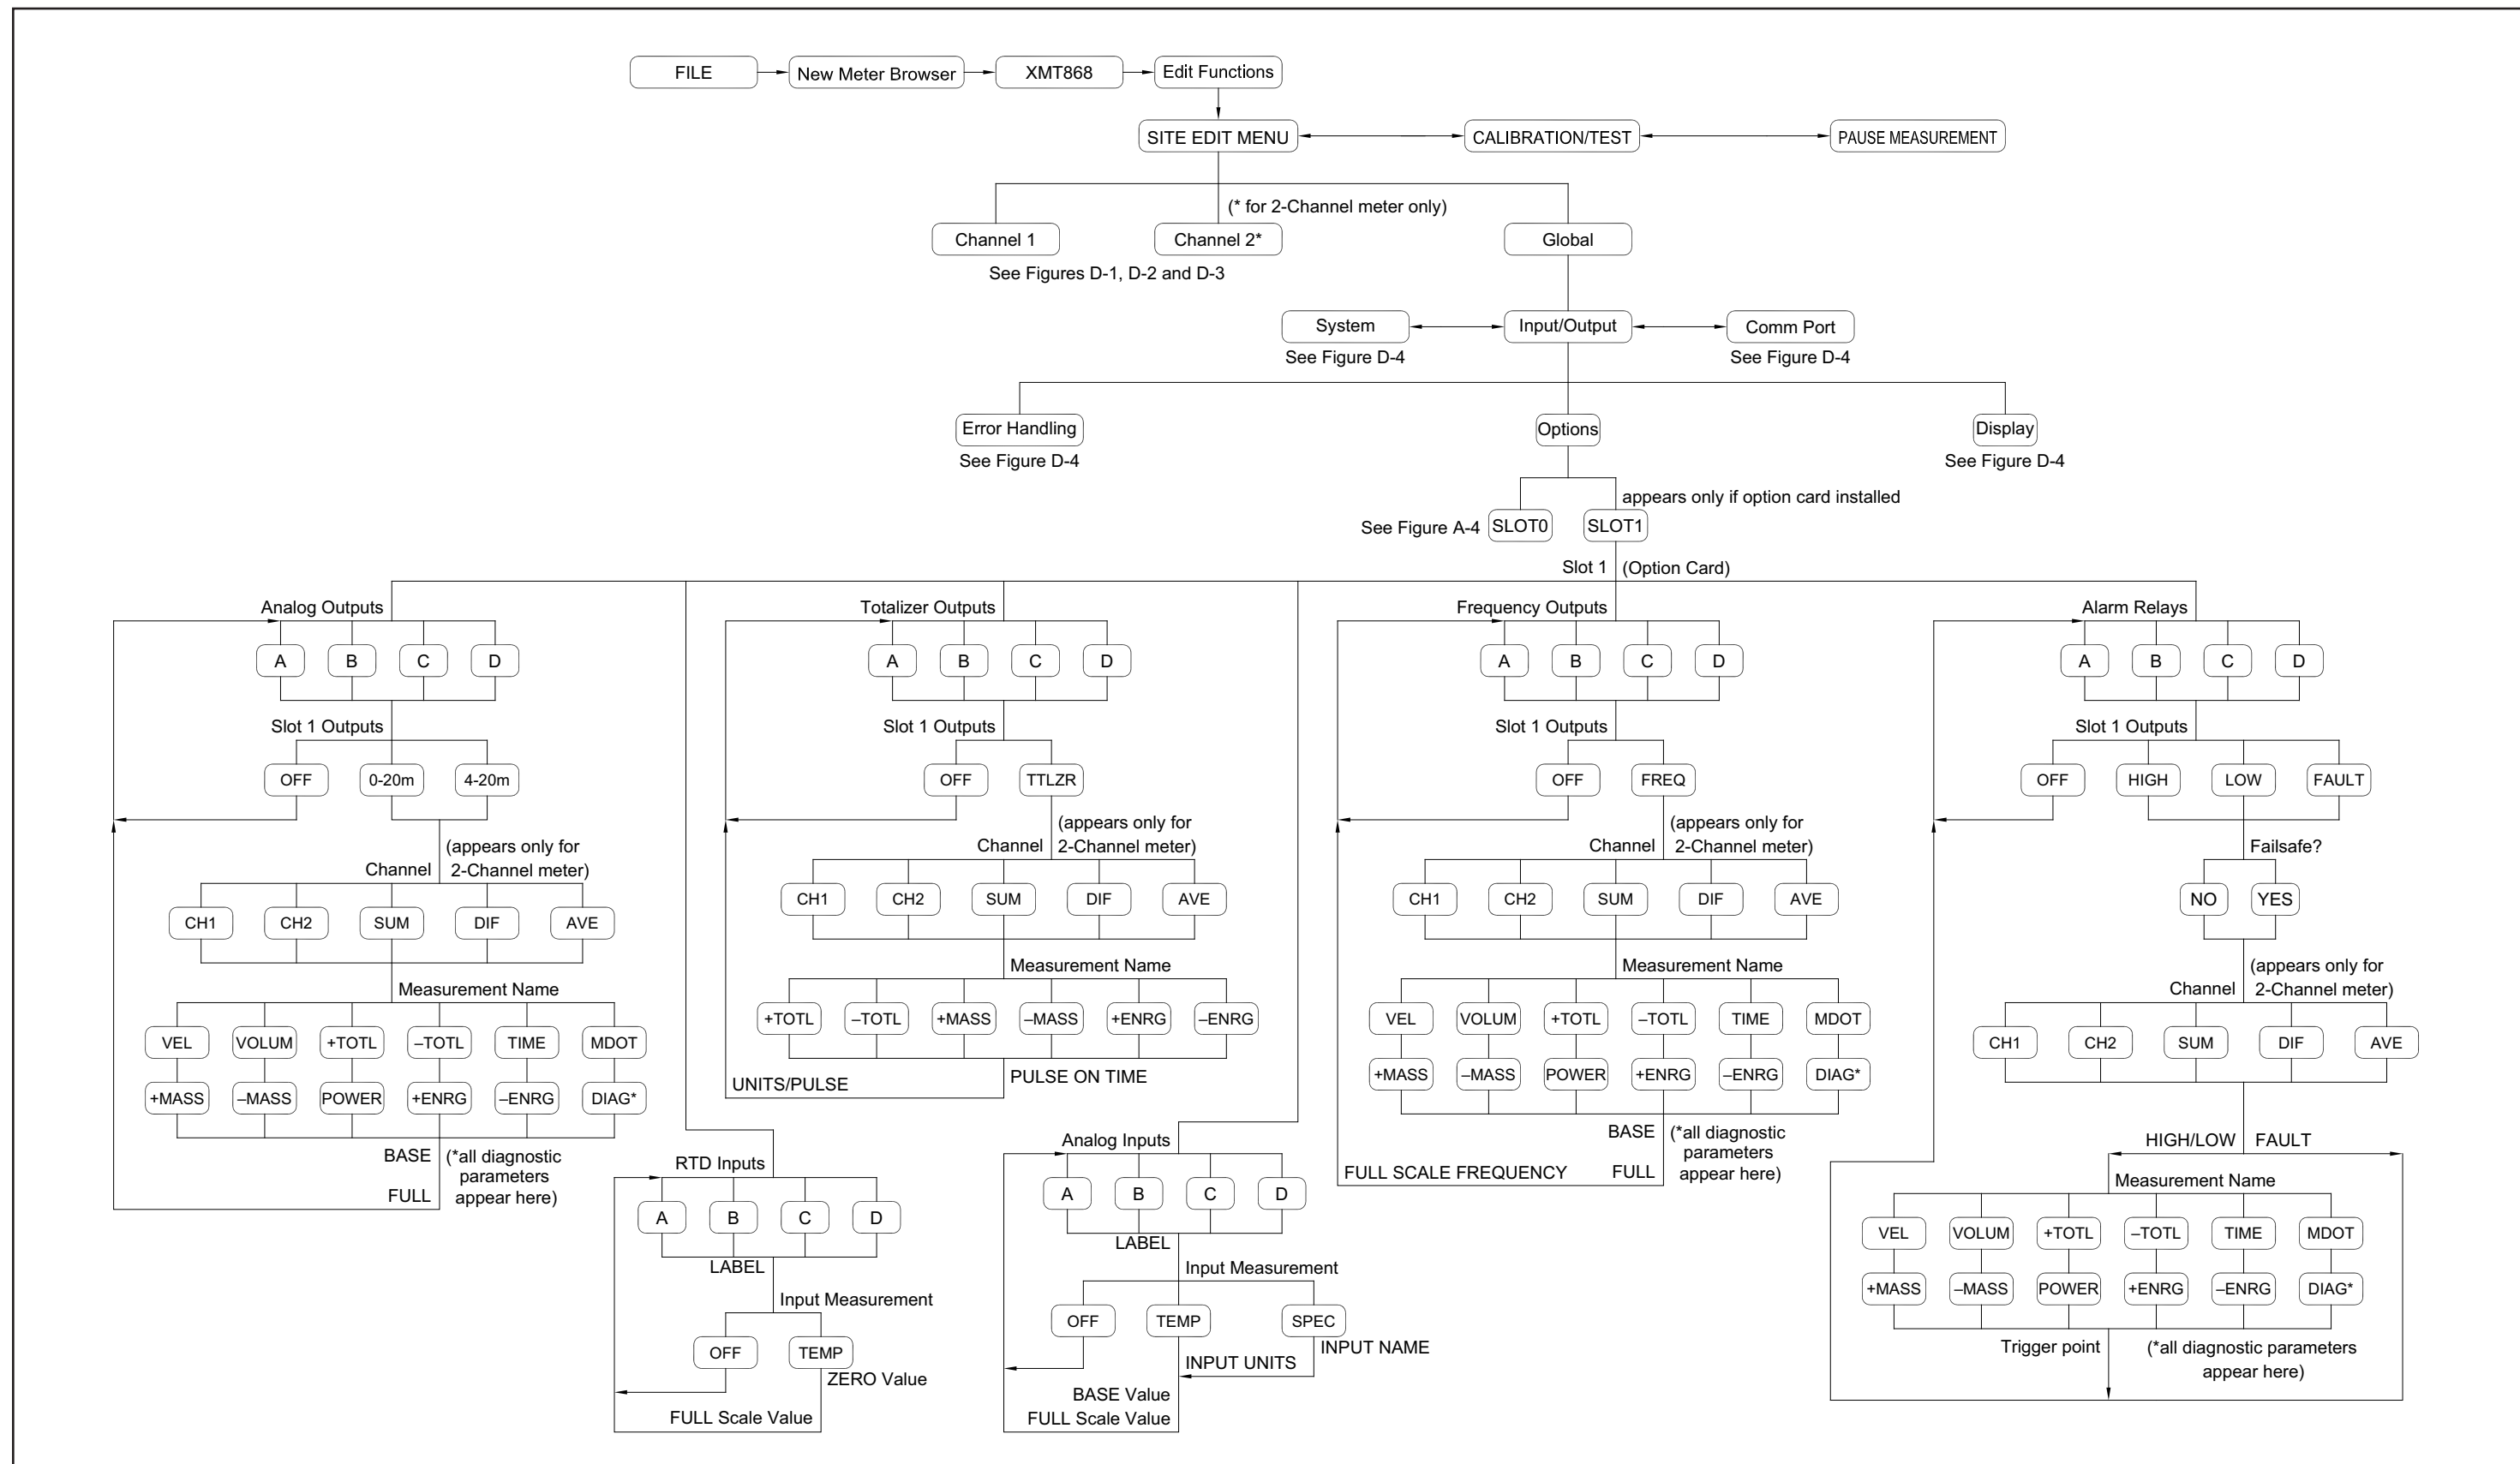 FILE
New Meter Browser
XMT868
Edit Functions
SITE EDIT MENU
CALIBRATION/TEST
PAUSE MEASUREMENT
(* for 2-Channel meter only)
Channel 1
Channel 2*
Global
See Figures D-1, D-2 and D-3
System
Input/Output
Comm Port
See Figure D-4
See Figure D-4
Error Handling
Options
Display
See Figure D-4
See Figure D-4
appears only if option card installed
See Figure A-4
SLOT0
SLOT1
Slot 1
(Option Card)
Analog Outputs
A
B
C
D
Slot 1 Outputs
OFF
0-20m
4-20m
(appears only for
2-Channel meter)
Channel
CH1
CH2
SUM
DIF
AVE
Measurement Name
VEL
VOLUM
+TOTL
–TOTL
TIME
MDOT
+MASS
–MASS
POWER
+ENRG
–ENRG
DIAG*
BASE
FULL
(*all diagnostic
parameters
appear here)
RTD Inputs
A
B
C
D
LABEL
Input Measurement
OFF
TEMP
ZERO Value
FULL Scale Value
Totalizer Outputs
A
B
C
D
Slot 1 Outputs
OFF
TTLZR
(appears only for
2-Channel meter)
Channel
CH1
CH2
SUM
DIF
AVE
Measurement Name
+TOTL
–TOTL
+MASS
–MASS
+ENRG
–ENRG
PULSE ON TIME
UNITS/PULSE
Analog Inputs
A
B
C
D
LABEL
Input Measurement
OFF
TEMP
SPEC
INPUT NAME
INPUT UNITS
BASE Value
FULL Scale Value
Frequency Outputs
A
B
C
D
Slot 1 Outputs
OFF
FREQ
(appears only for
2-Channel meter)
Channel
CH1
CH2
SUM
DIF
AVE
Measurement Name
VEL
VOLUM
+TOTL
–TOTL
TIME
MDOT
+MASS
–MASS
POWER
+ENRG
–ENRG
DIAG*
BASE
FULL
FULL SCALE FREQUENCY
(*all diagnostic
parameters
appear here)
Alarm Relays
A
B
C
D
Slot 1 Outputs
OFF
HIGH
LOW
FAULT
Failsafe?
NO
YES
(appears only for
2-Channel meter)
Channel
CH1
CH2
SUM
DIF
AVE
HIGH/LOW
FAULT
Measurement Name
VEL
VOLUM
+TOTL
–TOTL
TIME
MDOT
+MASS
–MASS
POWER
+ENRG
–ENRG
DIAG*
Trigger point
(*all diagnostic parameters
appear here)